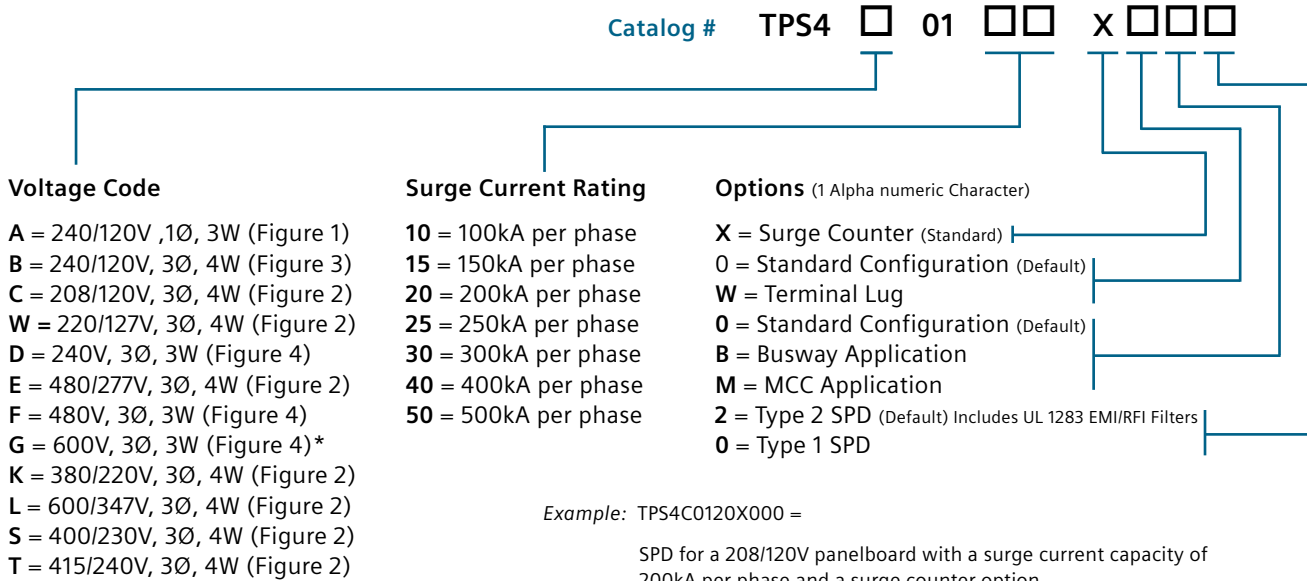 Catalog # TPS4 □ 01 □□ X □□□
Voltage Code
A = 240/120V ,1Ø, 3W (Figure 1)
B = 240/120V, 3Ø, 4W (Figure 3)
C = 208/120V, 3Ø, 4W (Figure 2)
W = 220/127V, 3Ø, 4W (Figure 2)
D = 240V, 3Ø, 3W (Figure 4)
E = 480/277V, 3Ø, 4W (Figure 2)
F = 480V, 3Ø, 3W (Figure 4)
G = 600V, 3Ø, 3W (Figure 4)*
K = 380/220V, 3Ø, 4W (Figure 2)
L = 600/347V, 3Ø, 4W (Figure 2)
S = 400/230V, 3Ø, 4W (Figure 2)
T = 415/240V, 3Ø, 4W (Figure 2)
Surge Current Rating
10 = 100kA per phase
15 = 150kA per phase
20 = 200kA per phase
25 = 250kA per phase
30 = 300kA per phase
40 = 400kA per phase
50 = 500kA per phase
Options (1 Alpha numeric Character)
X = Surge Counter (Standard)
0 = Standard Configuration (Default)
W = Terminal Lug
0 = Standard Configuration (Default)
B = Busway Application
M = MCC Application
2 = Type 2 SPD (Default) Includes UL 1283 EMI/RFI Filters
0 = Type 1 SPD
Example: TPS4C0120X000 =
SPD for a 208/120V panelboard with a surge current capacity of
200kA per phase and a surge counter option